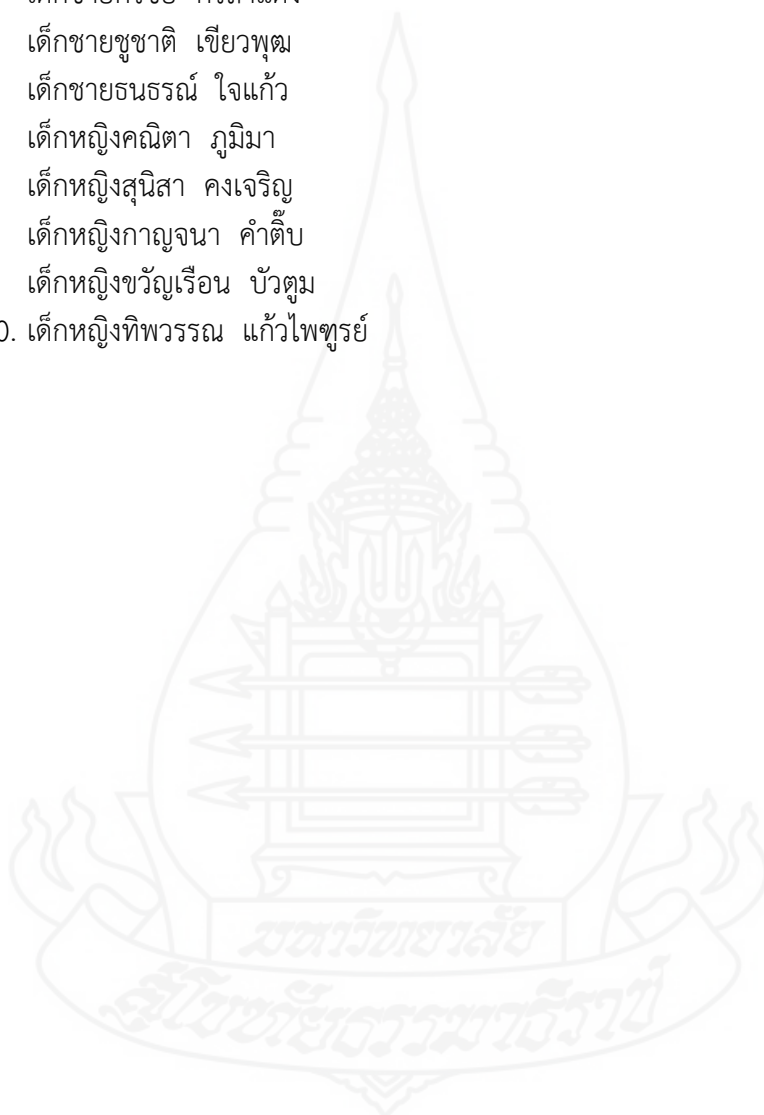 เด็กชายชูชาติ เขียวพุฒ
เด็กชายธนธรณ์ ใจแก้ว
เด็กหญิงคณิตา ภูมิมา
เด็กหญิงสุนิสา คงเจริญ
เด็กหญิงกาญจนา คำติ๊บ
เด็กหญิงขวัญเรือน บัวตูม
0. เด็กหญิงทิพวรรณ แก้วไพฑูรย์
มหาวิทยาลัย
สุโขทัยธรรมาธิราช